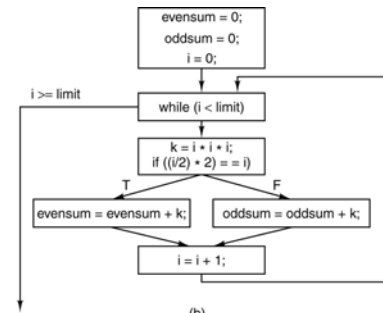 evensum = 0;
oddsum = 0;
i = 0;
i >= limit
while (i < limit)
k = i * i * i;
if ((i/2) * 2) = = i)
T
F
evensum = evensum + k;
oddsum = oddsum + k;
i = i + 1;
(b)